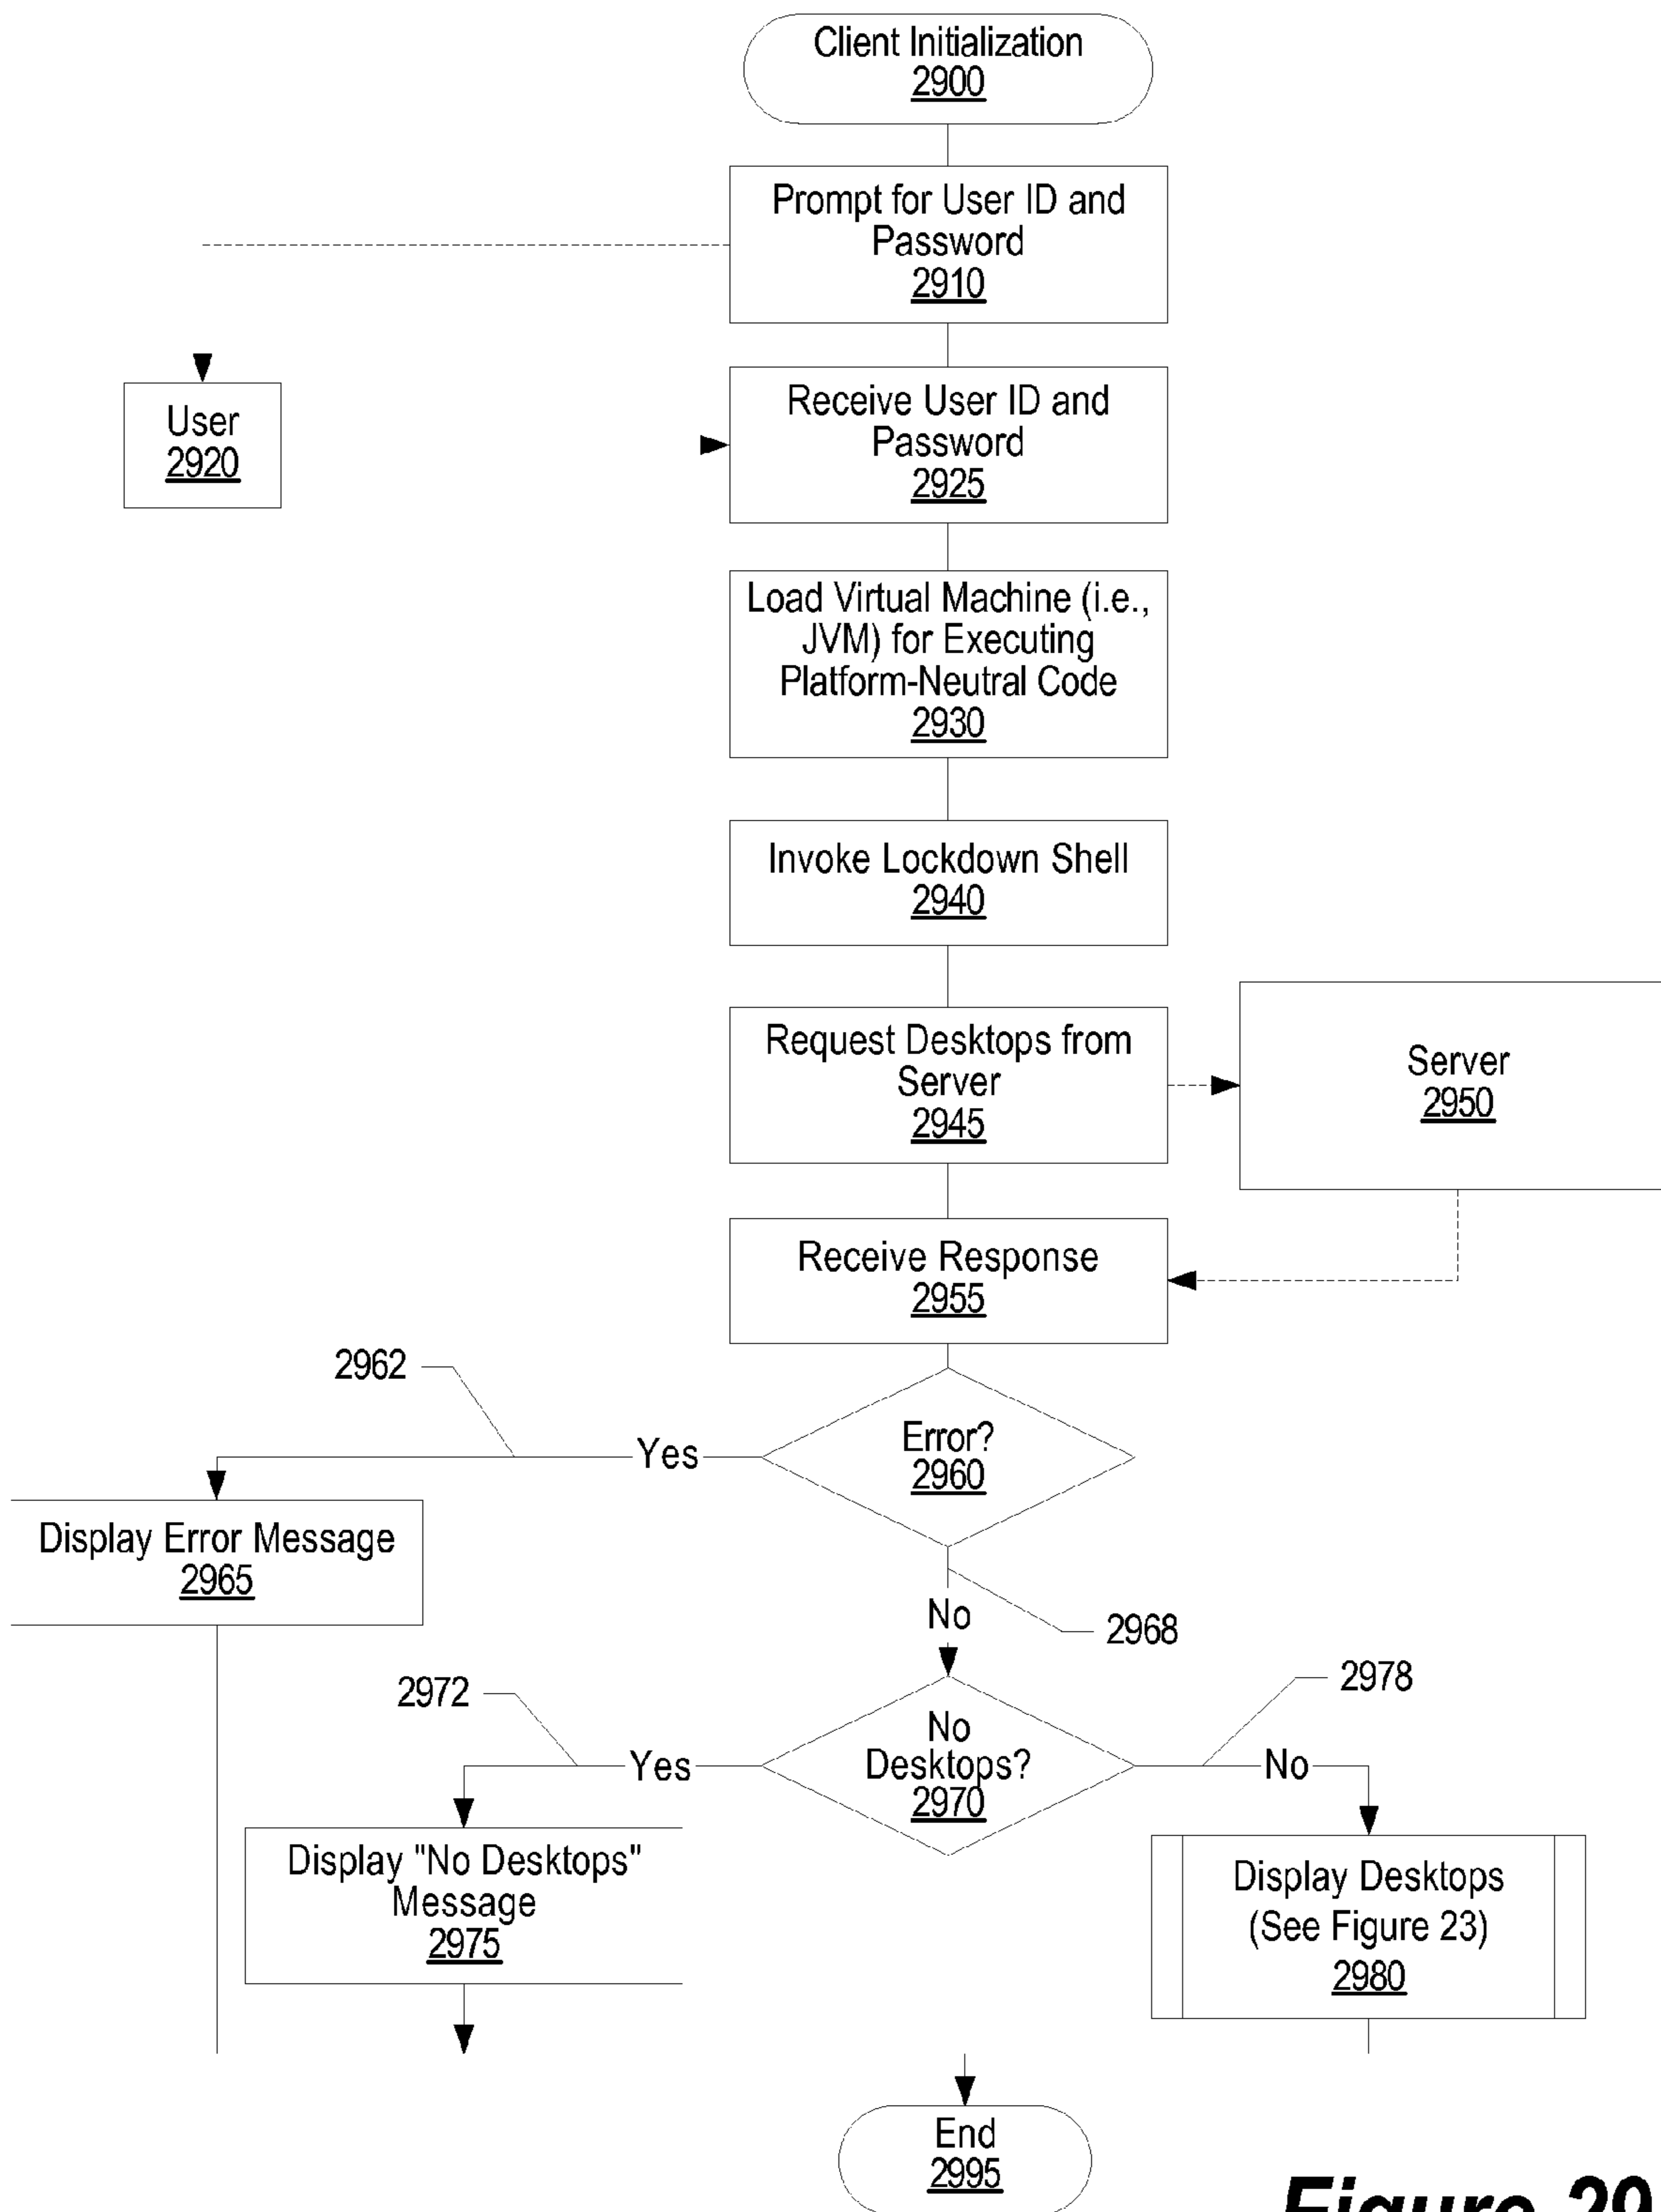 Client Initialization
2900
Prompt for User ID and
Password
2910
User
2920
Receive User ID and
Password
2925
Load Virtual Machine (i.e.,
JVM) for Executing
Platform-Neutral Code
2930
Invoke Lockdown Shell
2940
Request Desktops from
Server
2945
Server
2950
Receive Response
2955
2962
Yes
Error?
2960
Display Error Message
2965
No
2968
2972
2978
Yes
No
Desktops?
2970
No
Display "No Desktops"
Message
2975
Display Desktops
(See Figure 23)
2980
End
2995
Figure 29